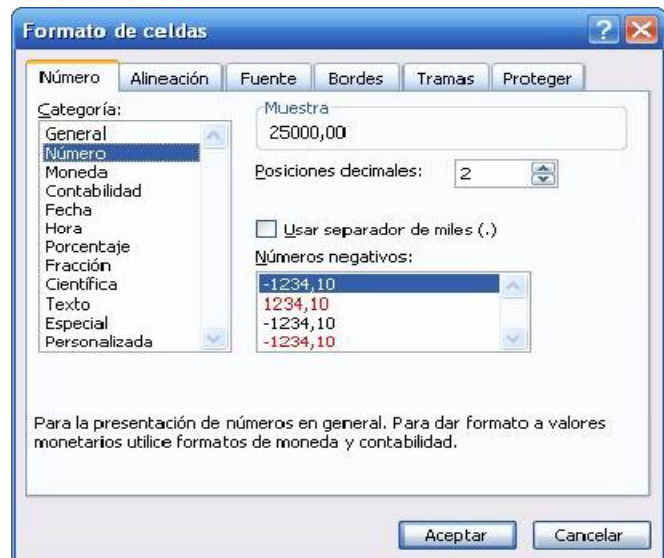 Formato de celdas
Número Alineación Fuente Bordes Tramas Proteger
Categoría:
General
Número
Moneda
Contabilidad
Fecha
Hora
Porcentaje
Fracción
Científica
Texto
Especial
Personalizada
Muestra
25000,00
Posiciones decimales: 2
Usar separador de miles (.)
Números negativos:
-1234,10
1234,10
-1234,10
-1234,10
Para la presentación de números en general. Para dar formato a valores
monetarios utilice formatos de moneda y contabilidad.
Aceptar Cancelar